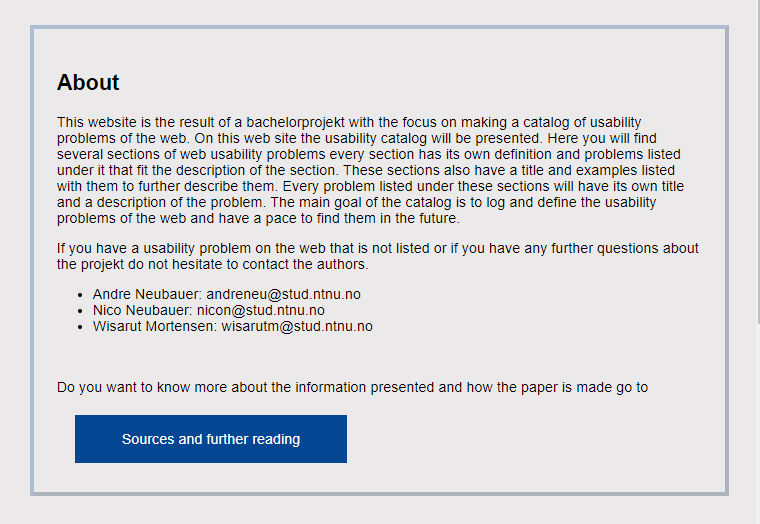 About
This website is the result of a bachelorprojekt with the focus on making a catalog of usability
problems of the web. On this web site the usability catalog will be presented. Here you will find
several sections of web usability problems every section has its own definition and problems listed
under it that fit the description of the section. These sections also have a title and examples listed
with them to further describe them. Every problem listed under these sections will have its own title
and a description of the problem. The main goal of the catalog is to log and define the usability
problems of the web and have a pace to find them in the future.
If you have a usability problem on the web that is not listed or if you have any further questions about
the projekt do not hesitate to contact the authors.
• Andre Neubauer: andreneu@stud.ntnu.no
• Nico Neubauer: nicon@stud.ntnu.no
• Wisarut Mortensen: wisarutm@stud.ntnu.no
Do you want to know more about the information presented and how the paper is made go to
Sources and further reading